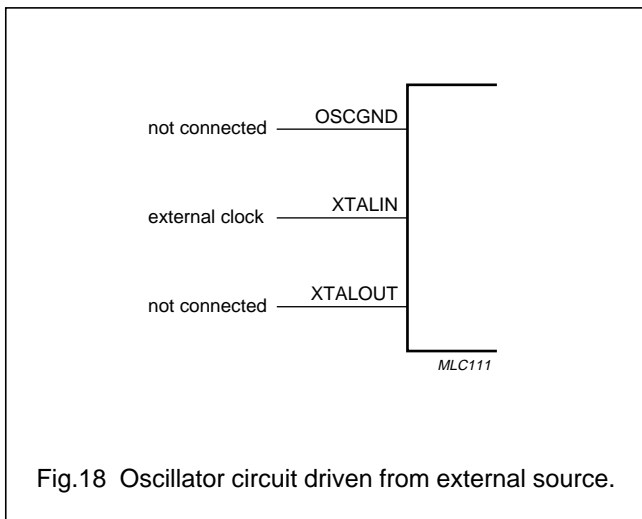 not connected OSCGND
external clock XTALIN
not connected XTALOUT
MLC111
Fig.18 Oscillator circuit driven from external source.